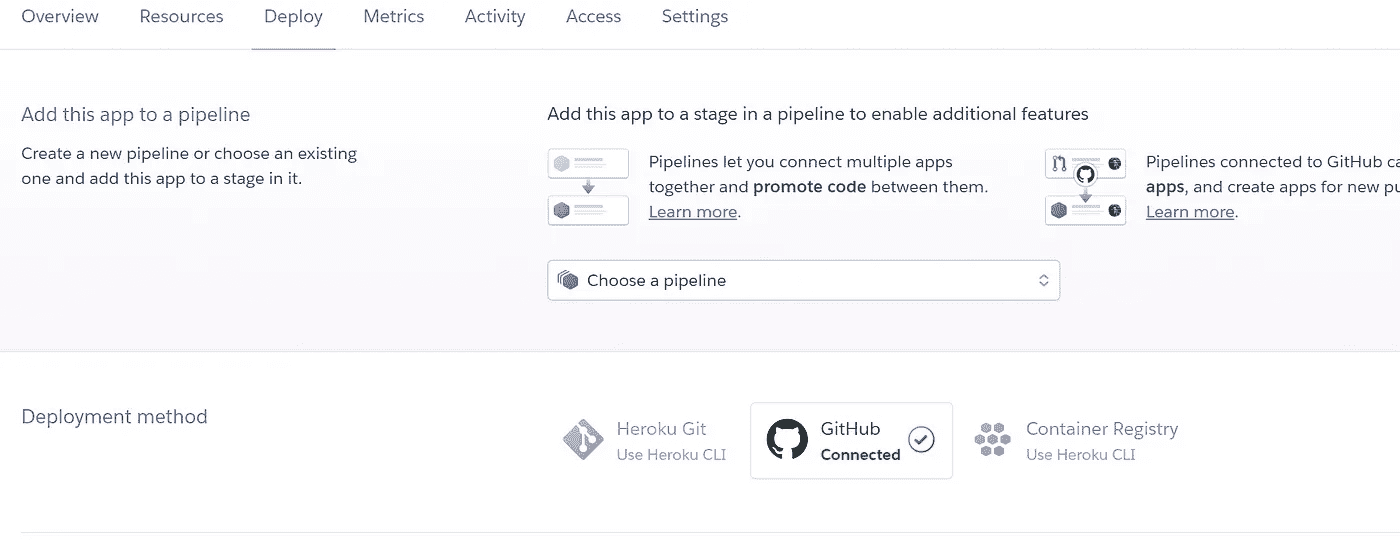 Overview Resources Deploy Metrics Activity Access Settings
Add this app to a pipeline
Create a new pipeline or choose an existing
one and add this app to a stage in it.
Add this app to a stage in a pipeline to enable additional features
Pipelines let you connect multiple apps
together and promote code between them.
Learn more.
Pipelines connected to GitHub
apps, and create apps for new
Learn more.
Choose a pipeline
Deployment method
Heroku Git
Use Heroku CLI
GitHub
Connected
Container Registry
Use Heroku CLI